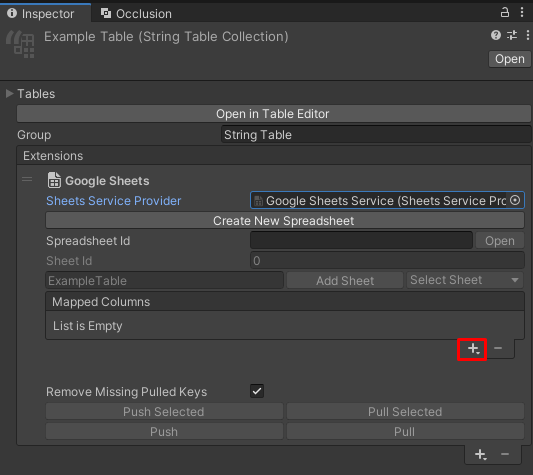 Inspector
Occlusion
Example Table (String Table Collection)
Open
Tables
Open in Table Editor
Group String Table
Extensions
Google Sheets
Sheets Service Provider Google Sheets Service (Sheets Service Pro
Create New Spreadsheet
Spreadsheet Id Open
Sheet Id 0
ExampleTable Add Sheet Select Sheet
Mapped Columns
List is Empty
Remove Missing Pulled Keys
Push Selected Pull Selected
Push Pull